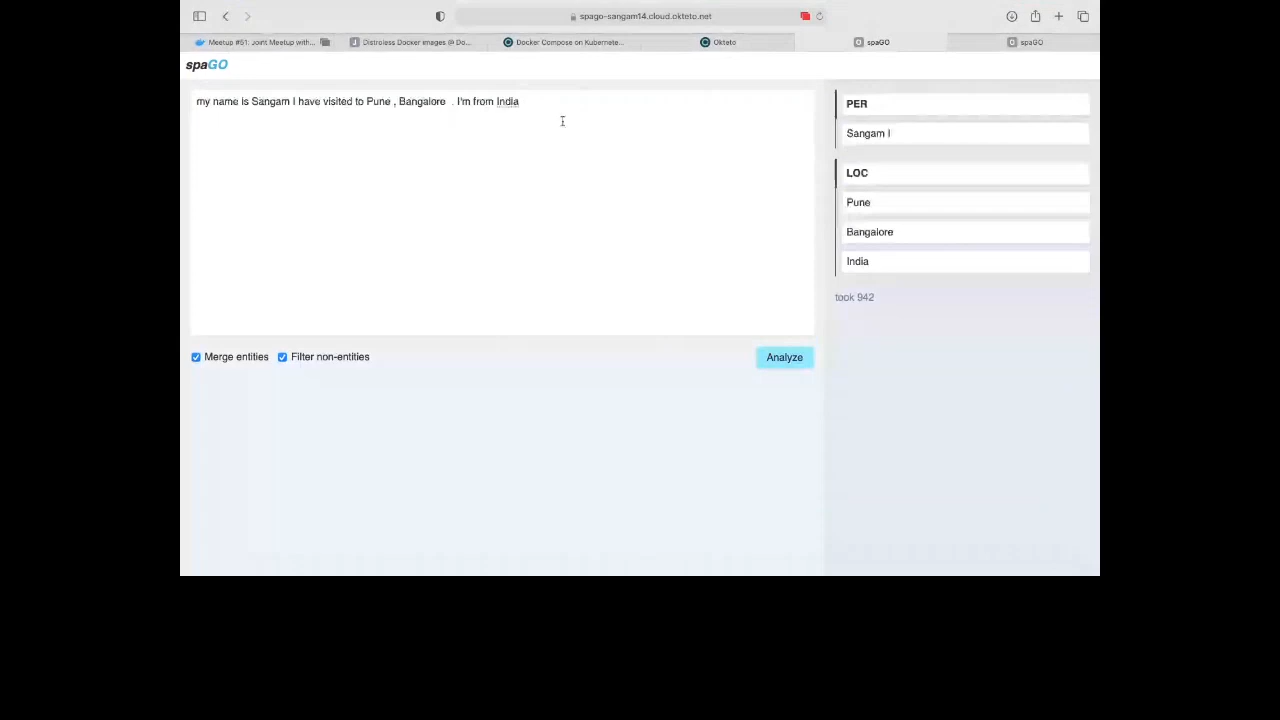 spago-sangam14.cloud.okteto.net
Meetup #51: Joint Meetup with...
Distroless Docker images @ Do...
Docker Compose on Kubernete...
Okteto
spaGO
spaGO
spaGO
my name is Sangam I have visited to Pune , Bangalore . I'm from India
PER
Sangam I
LOC
Pune
Bangalore
India
took 942
Merge entities
Filter non-entities
Analyze